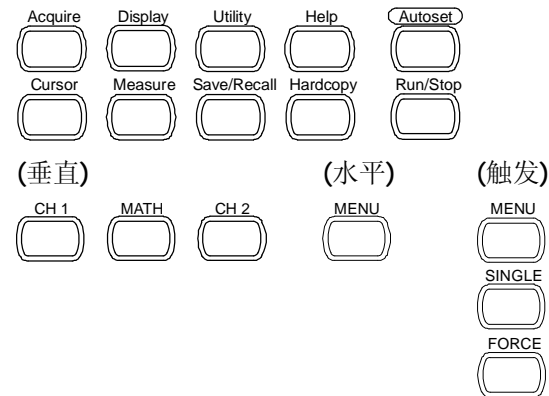 Acquire Display Utility Help Autoset
Cursor Measure Save/Recall Hardcopy Run/Stop
(垂直) (水平) (触发)
CH 1 MATH CH 2 MENU MENU
SINGLE
FORCE